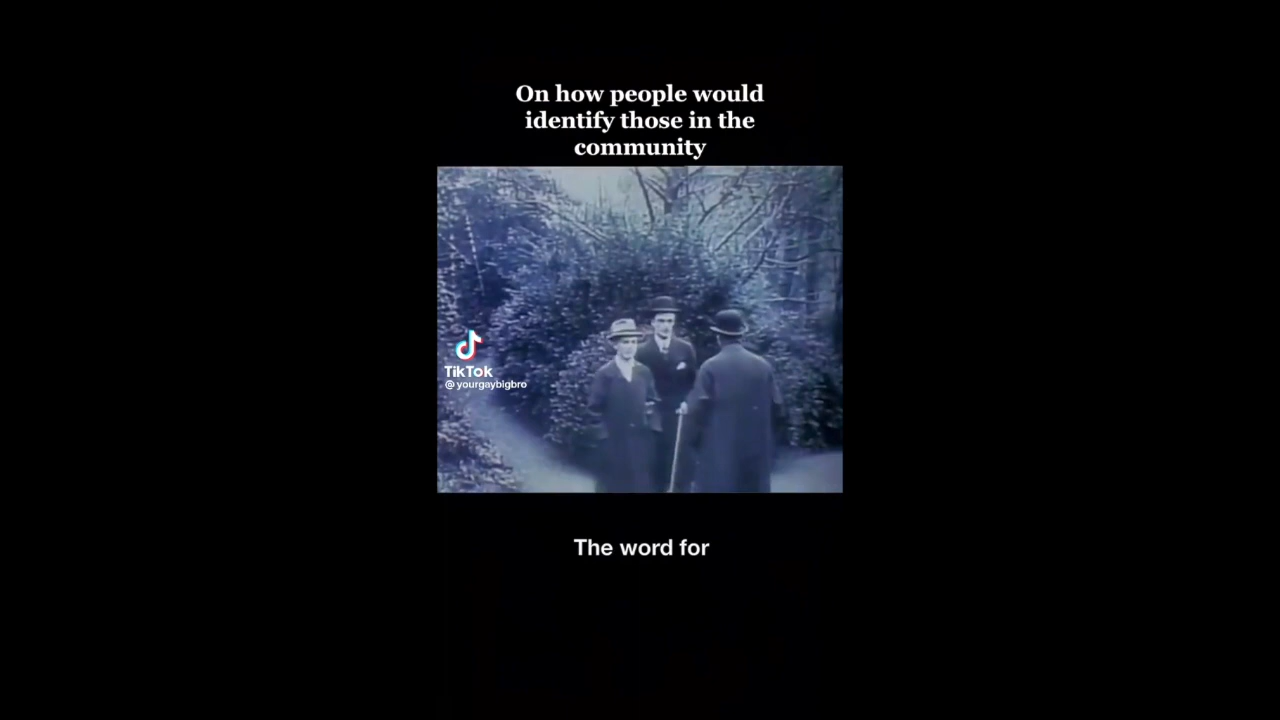 On how people would
identify those in the
community
TikTok
@yourgaybigbro
The word for